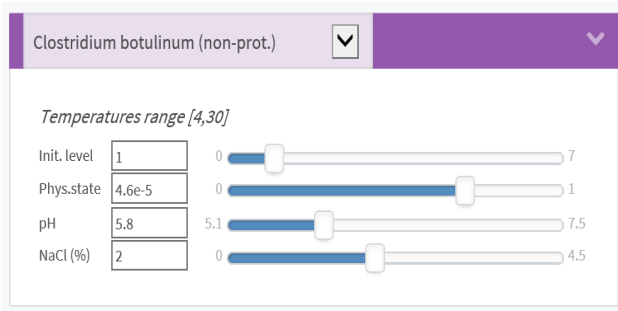 Clostridium botulinum (non-prot.)
Temperatures range [4,30]
Init. level 1 0 7
Phys.state 4.6e-5 0 1
pH 5.8 5.1 7.5
NaCl (%) 2 0 4.5